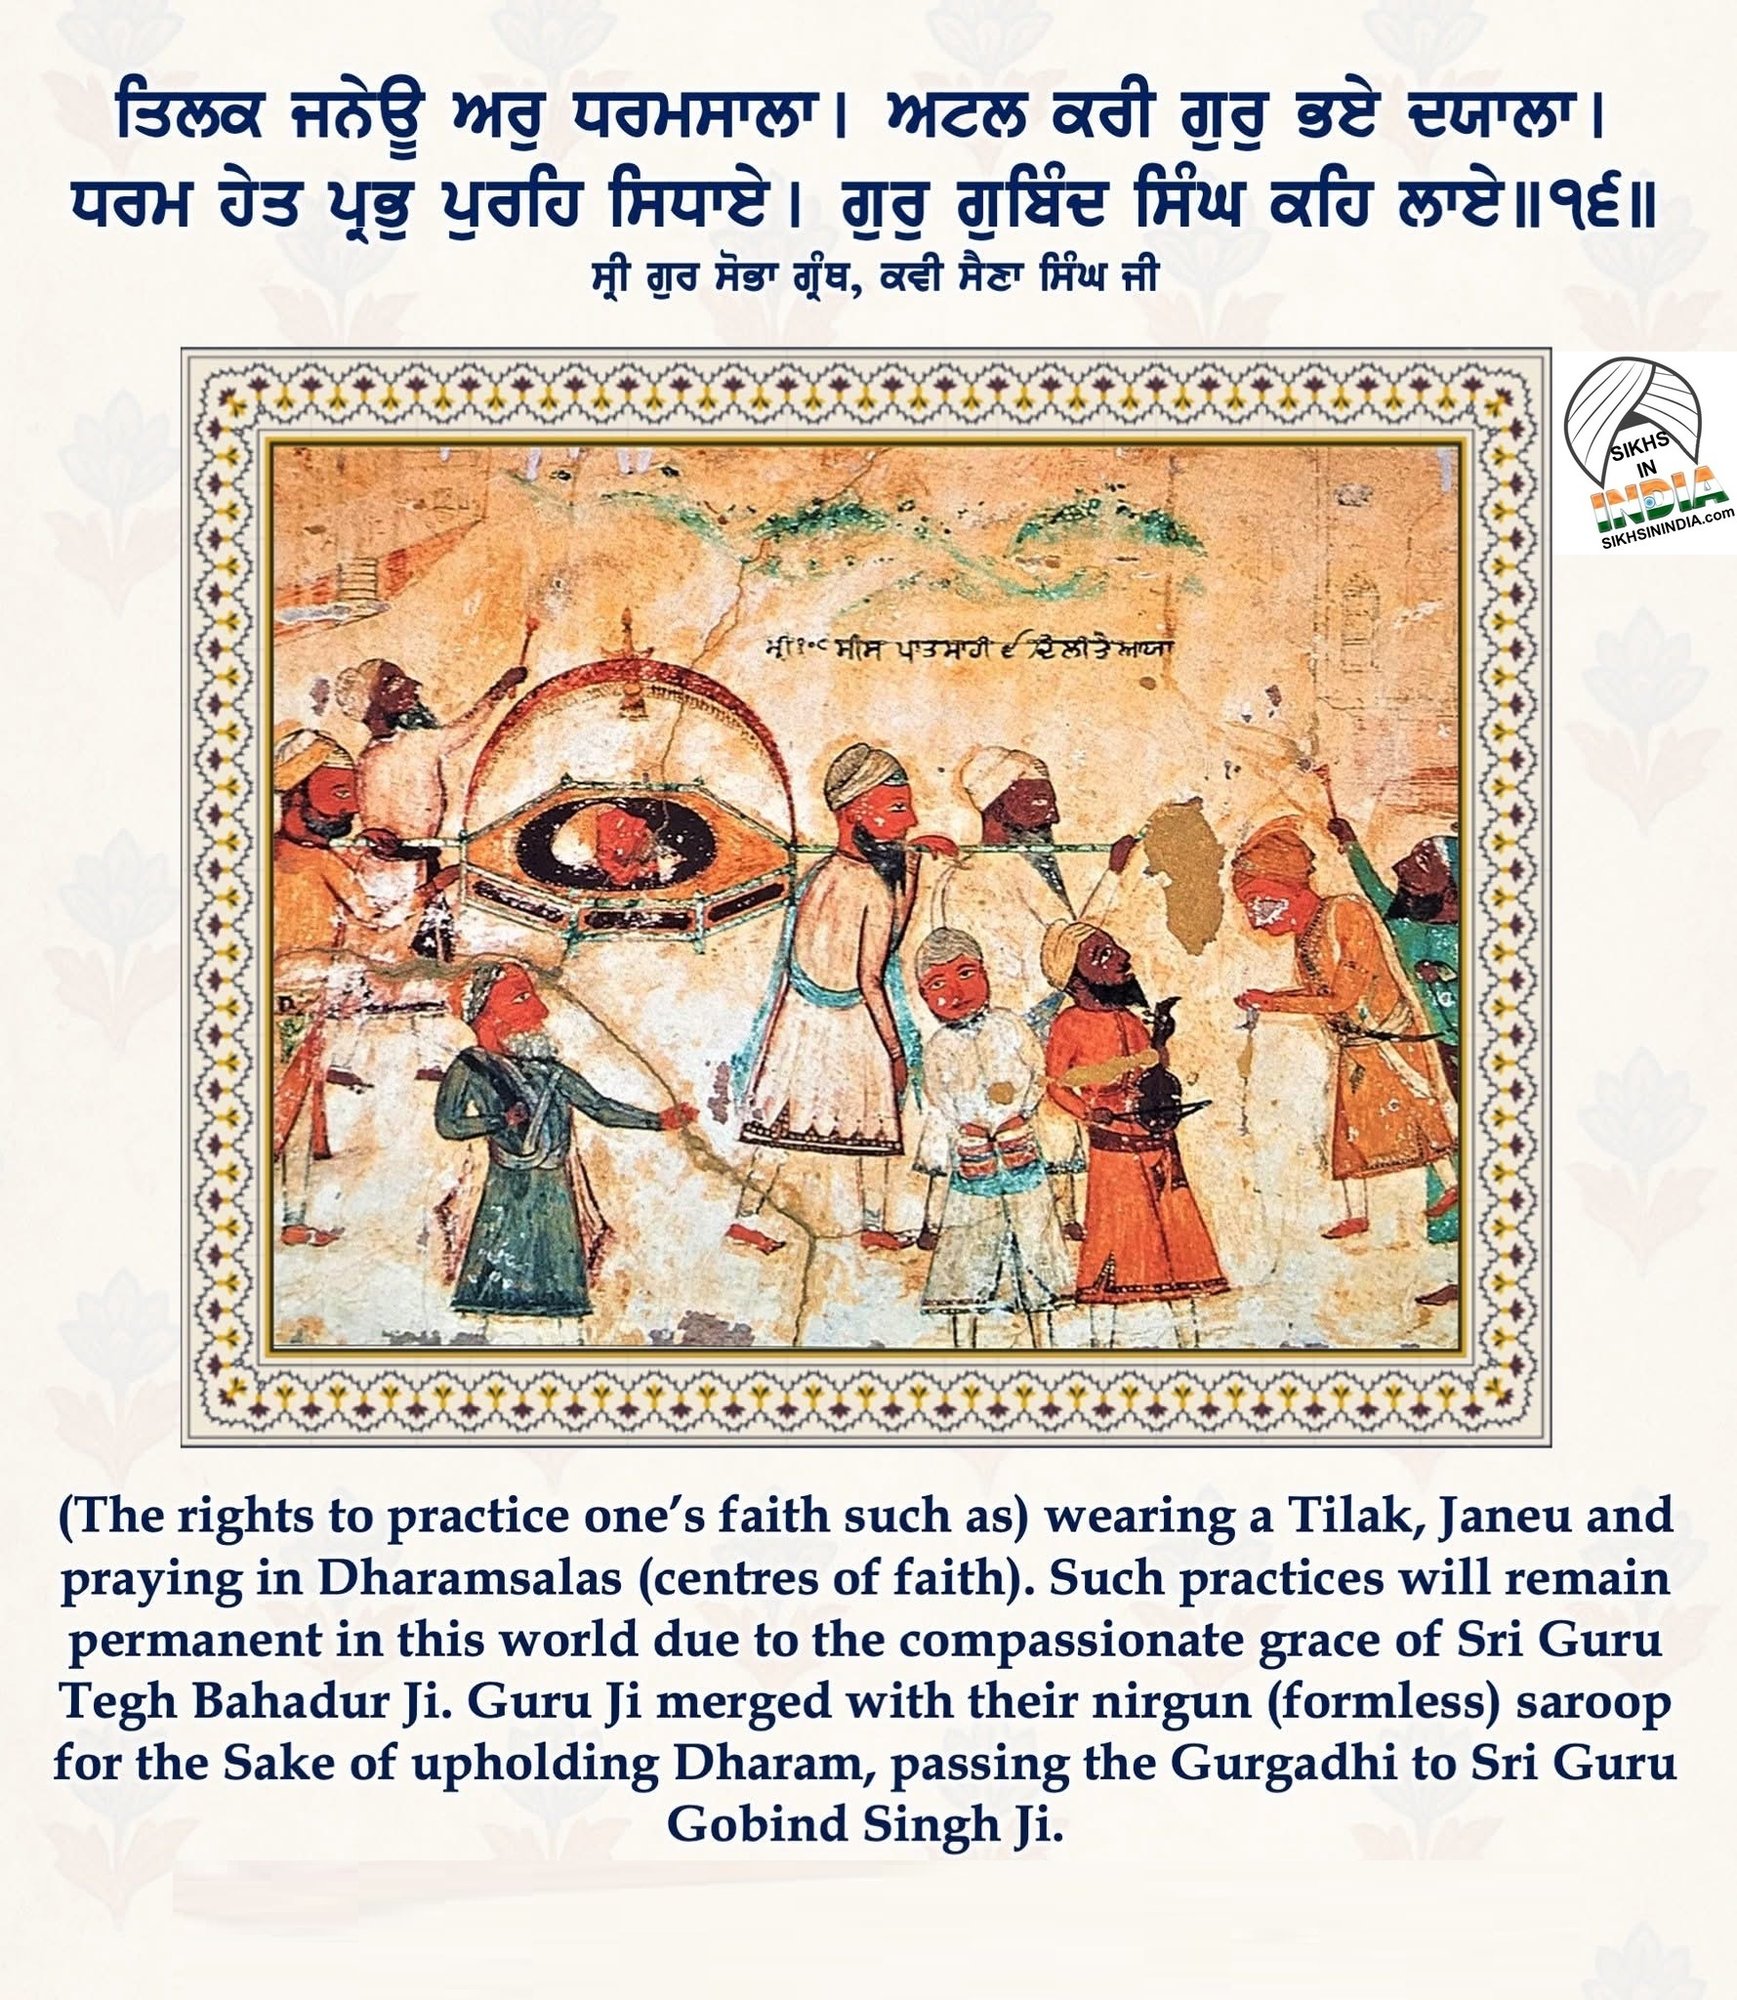 ਤਿਲਕ ਜਨੇਊ ਅਰੁ ਧਰਮਸਾਲਾ। ਅਟਲ ਕਰੀ ਗੁਰੁ ਭਏ ਦਯਾਲਾ।
ਧਰਮ ਹੇਤ ਪ੍ਰਭੁ ਪੁਰਹਿ ਸਿਧਾਏ। ਗੁਰੁ ਗੁਬਿੰਦ ਸਿੰਘ ਕਹਿ ਲਾਏ॥੧੬॥
ਸ੍ਰੀ ਗੁਰ ਸੋਭਾ ਗ੍ਰੰਥ, ਕਵੀ ਸੈਣਾ ਸਿੰਘ ਜੀ
SIKHS
IN
INDIA
SIKHSININDIA.com
ਸ੍ਰੀ ੧੦੮ ਸੀਸ ਪਾਤਸਾਹੀ ੯ ਦਿਲੀ ਤੇ ਆਯਾ
(The rights to practice one’s faith such as) wearing a Tilak, Janeu and
praying in Dharamsalas (centres of faith). Such practices will remain
permanent in this world due to the compassionate grace of Sri Guru
Tegh Bahadur Ji. Guru Ji merged with their nirgun (formless) saroop
for the Sake of upholding Dharam, passing the Gurgadhi to Sri Guru
Gobind Singh Ji.